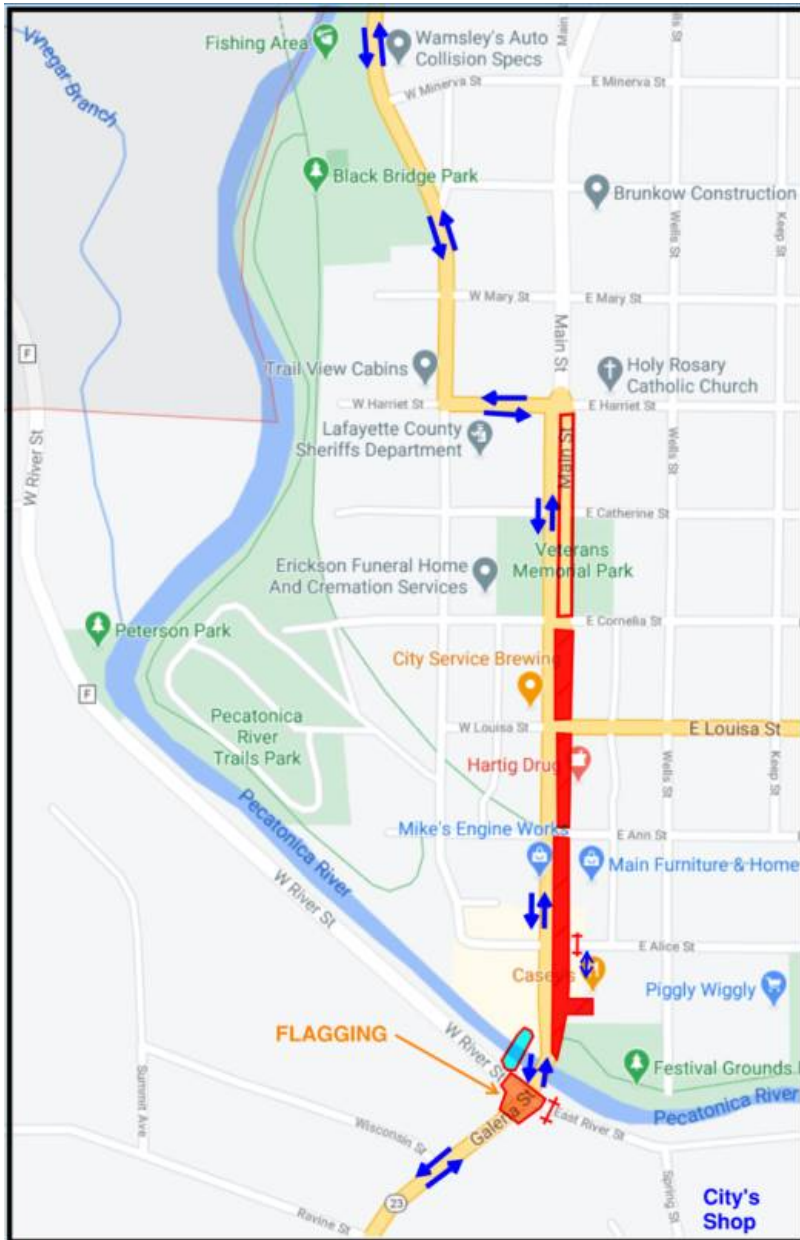 Vinegar Branch
Fishing Area
Wamsley's Auto
Collision Specs
Main
Wells St
W Minerva St
E Minerva St
Black Bridge Park
Brunkow Construction
Wells St
Keep St
W Mary St
E Mary St
Main St
F
Trail View Cabins
Holy Rosary
Catholic Church
W Harriet St
E Harriet St
Lafayette County
Sheriffs Department
Main St
Wells St
W River St
E Catherine St
Erickson Funeral Home
And Cremation Services
Veterans
Memorial Park
Peterson Park
E Cornelia St
City Service Brewing
F
Pecatonica
River
Trails Park
W Louisa St
E Louisa St
Hartig Drug
Wells St
Keep St
Pecatonica River
Mike's Engine Works
E Ann St
Main Furniture & Home
W River St
E Alice St
Casey's
Piggly Wiggly
FLAGGING
W River St
Festival Grounds
Pecatonica River
Summit Ave
Wisconsin St
Galena St
East River St
23
Spring St
Ravine St
City's
Shop